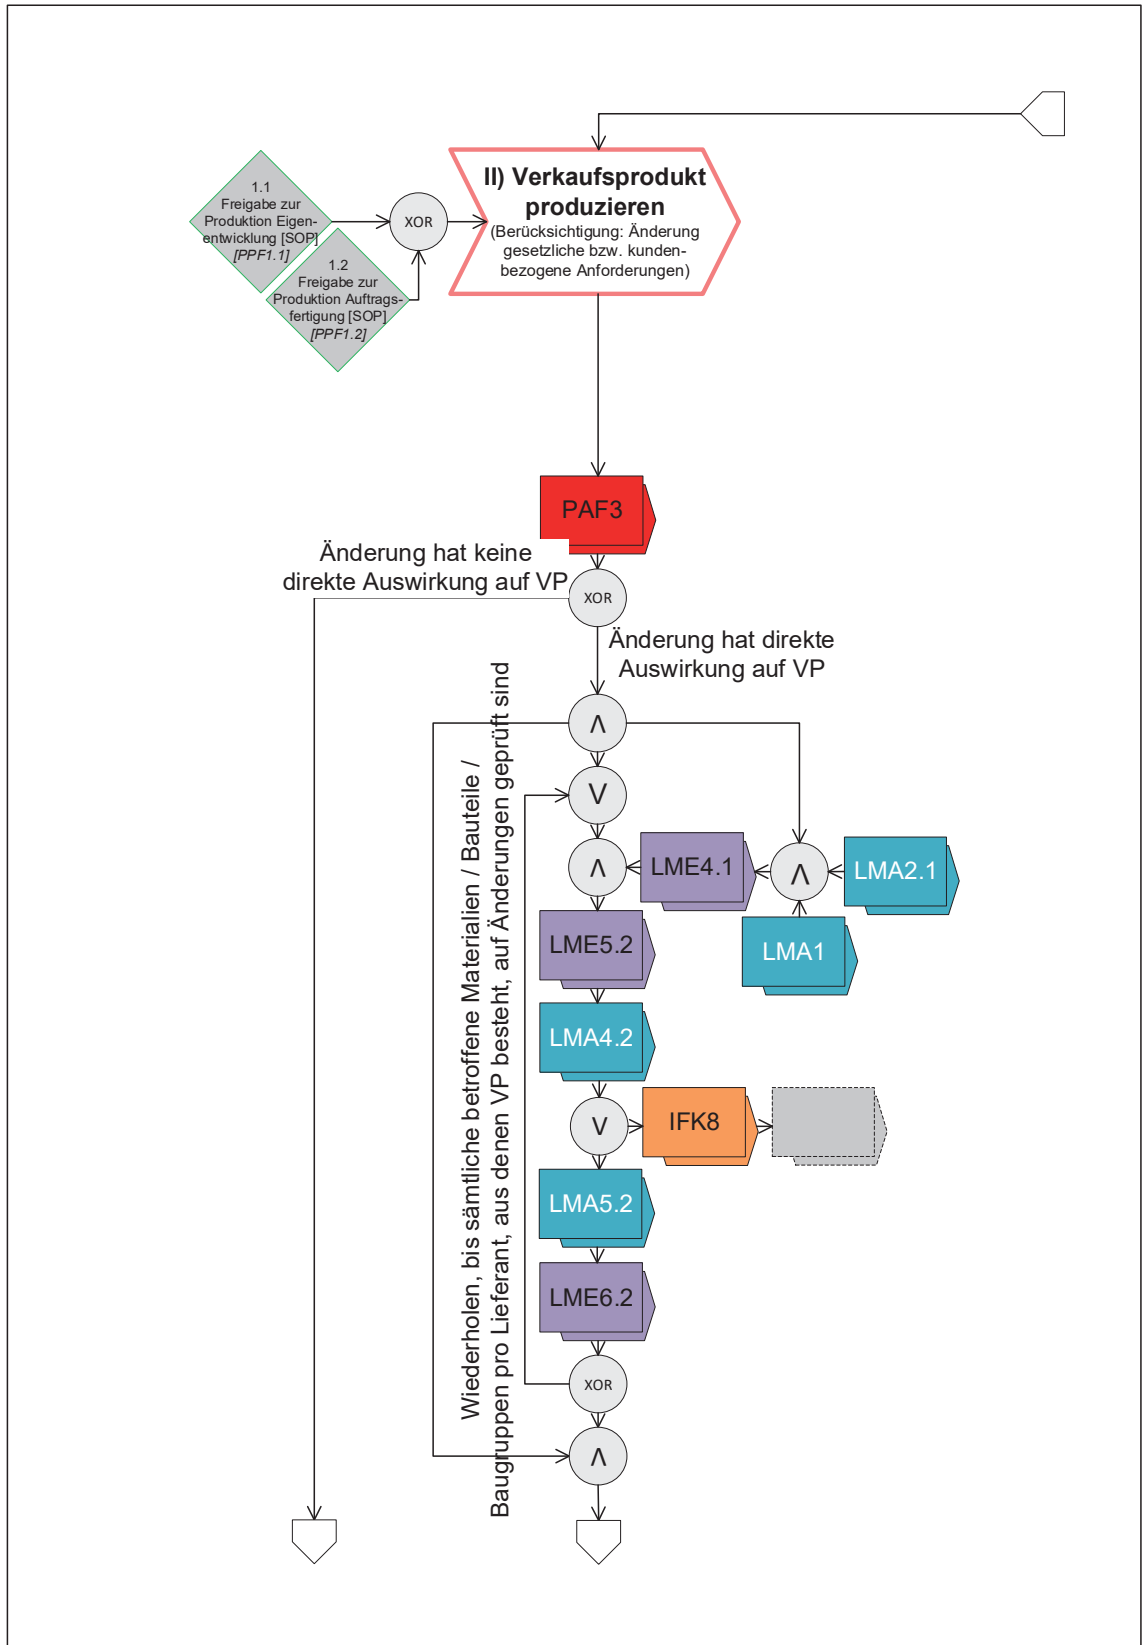 II) Verkaufsprodukt
produzieren
(Berücksichtigung: Änderung
gesetzliche bzw. kunden-
bezogene Anforderungen)
1.1
Freigabe zur
Produktion Eigen-
entwicklung [SOP]
[PPF1.1]
XOR
1.2
Freigabe zur
Produktion Auftrags-
fertigung [SOP]
[PPF1.2]
PAF3
Änderung hat keine
direkte Auswirkung auf VP
XOR
Änderung hat direkte
Auswirkung auf VP
Wiederholen, bis sämtliche betroffene Materialien / Bauteile /
Baugruppen pro Lieferant, aus denen VP besteht, auf Änderungen geprüft sind
Λ
V
Λ
LME4.1
Λ
LMA2.1
LME5.2
LMA1
LMA4.2
V
IFK8
LMA5.2
LME6.2
XOR
Λ